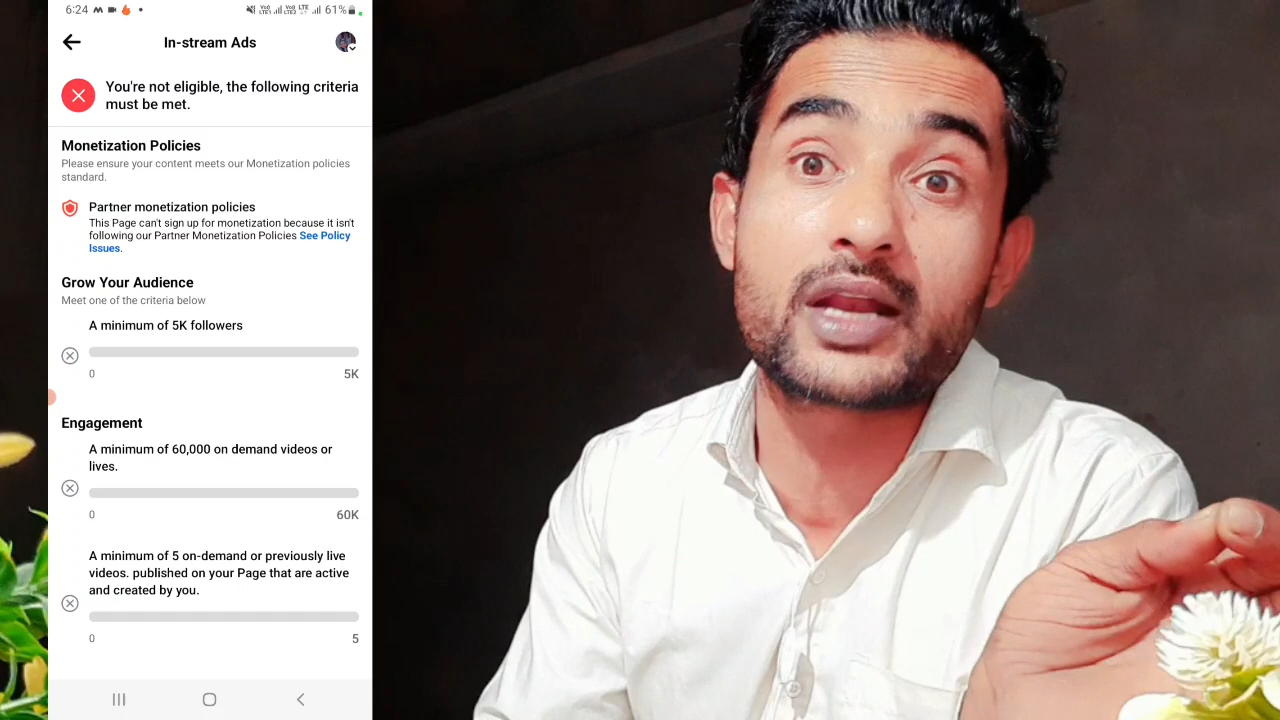 6:24
Vo) LTE1 Vo) LTE2 LTE 61%
In-stream Ads
You're not eligible, the following criteria
must be met.
Monetization Policies
Please ensure your content meets our Monetization policies
standard.
Partner monetization policies
This Page can't sign up for monetization because it isn't
following our Partner Monetization Policies See Policy
Issues.
Grow Your Audience
Meet one of the criteria below
A minimum of 5K followers
0 5K
Engagement
A minimum of 60,000 on demand videos or
lives.
0 60K
A minimum of 5 on-demand or previously live
videos. published on your Page that are active
and created by you.
0 5